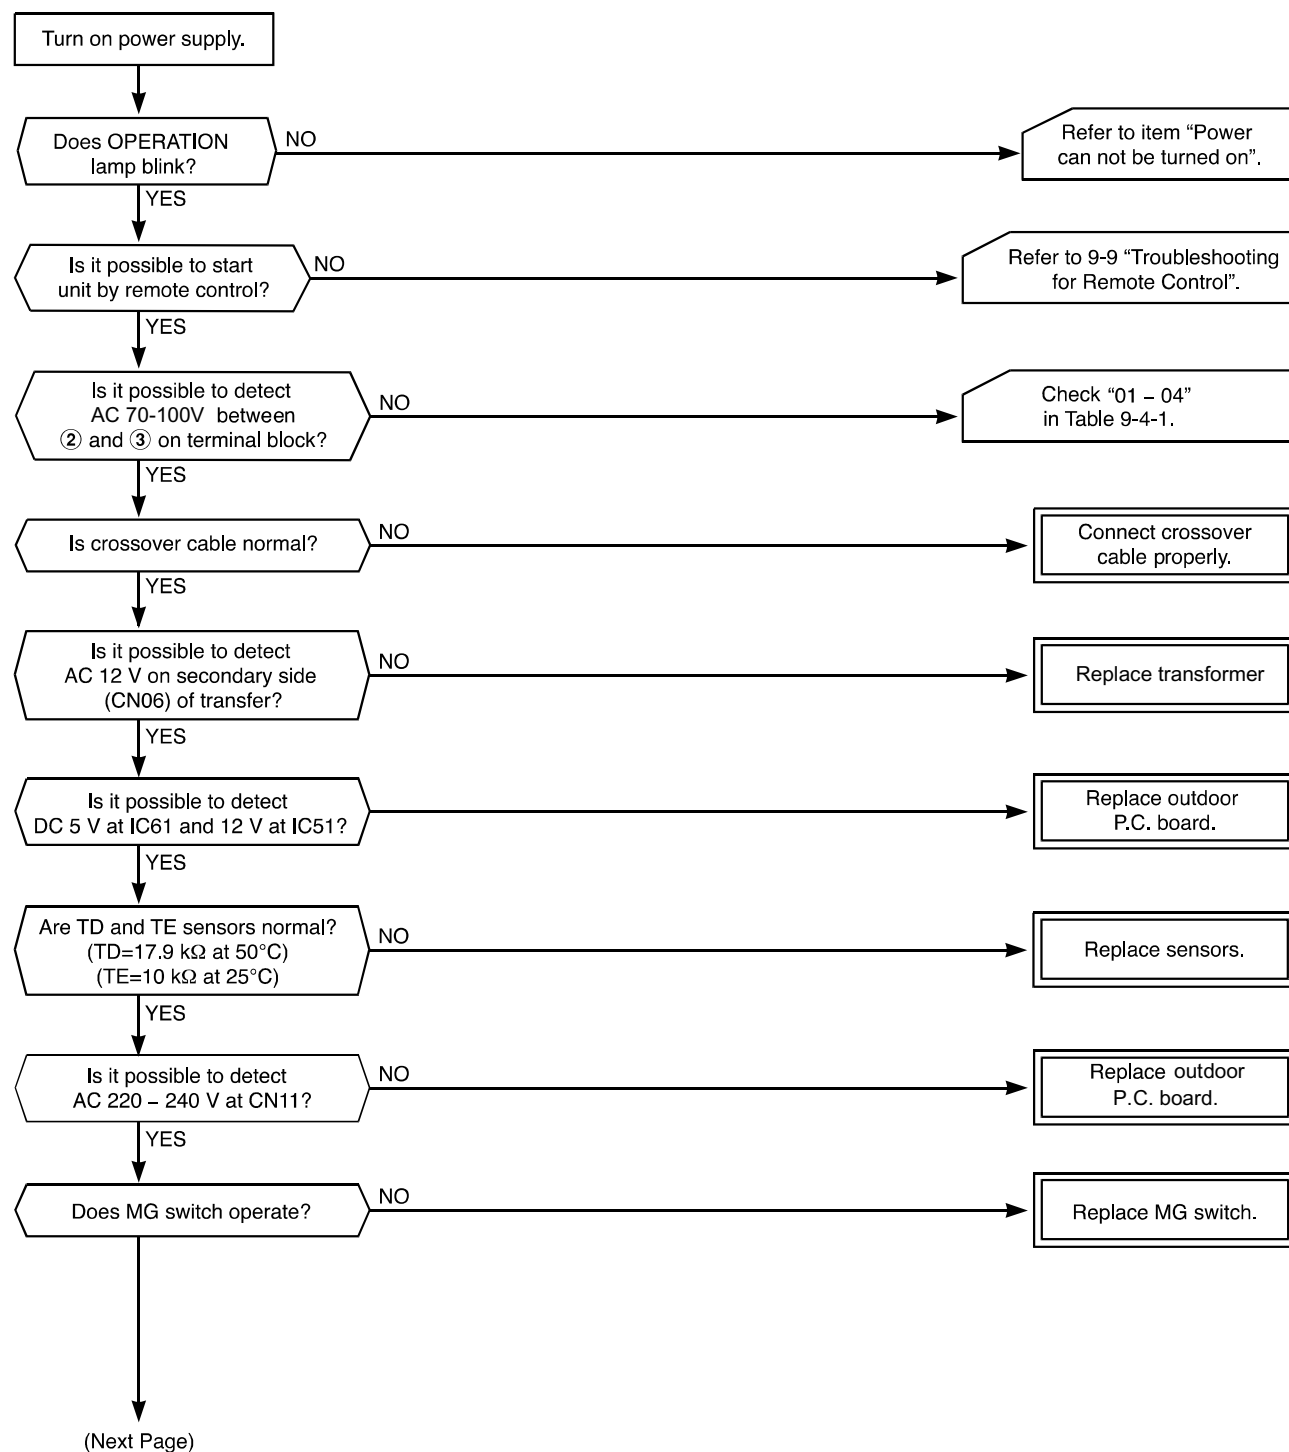 Turn on power supply.
Does OPERATION
lamp blink?
NO
Refer to item “Power
can not be turned on”.
YES
Is it possible to start
unit by remote control?
NO
Refer to 9-9 “Troubleshooting
for Remote Control”.
YES
Is it possible to detect
AC 70-100V between
② and ③ on terminal block?
NO
Check “01 – 04”
in Table 9-4-1.
YES
Is crossover cable normal?
NO
Connect crossover
cable properly.
YES
Is it possible to detect
AC 12 V on secondary side
(CN06) of transfer?
NO
Replace transformer
YES
Is it possible to detect
DC 5 V at IC61 and 12 V at IC51?
Replace outdoor
P.C. board.
YES
Are TD and TE sensors normal?
(TD=17.9 kΩ at 50°C)
(TE=10 kΩ at 25°C)
NO
Replace sensors.
YES
Is it possible to detect
AC 220 – 240 V at CN11?
NO
Replace outdoor
P.C. board.
YES
Does MG switch operate?
NO
Replace MG switch.
(Next Page)